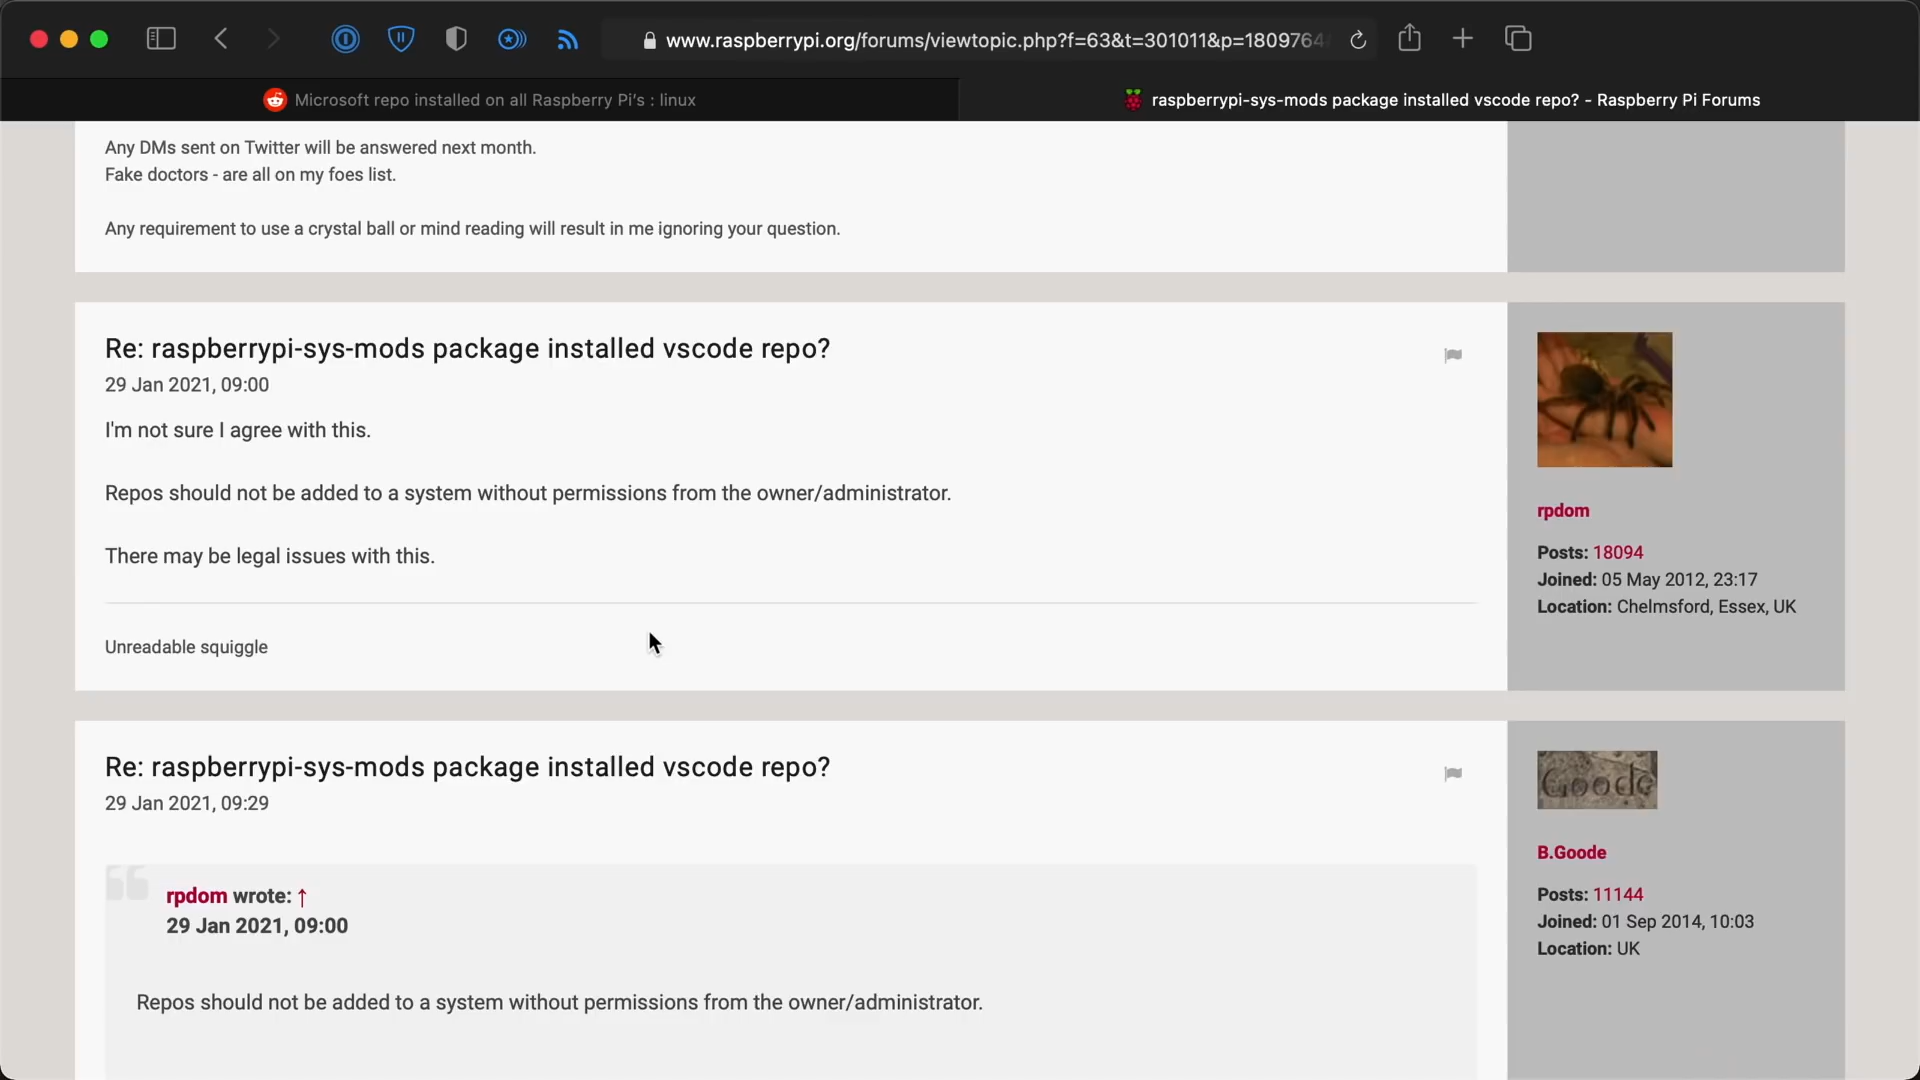 www.raspberrypi.org/forums/viewtopic.php?f=63&t=301011&p=1809764
Microsoft repo installed on all Raspberry Pi's : linux
raspberrypi-sys-mods package installed vscode repo? - Raspberry Pi Forums
Any DMs sent on Twitter will be answered next month.
Fake doctors - are all on my foes list.
Any requirement to use a crystal ball or mind reading will result in me ignoring your question.
Re: raspberrypi-sys-mods package installed vscode repo?
29 Jan 2021, 09:00
I'm not sure I agree with this.
Repos should not be added to a system without permissions from the owner/administrator.
There may be legal issues with this.
Unreadable squiggle
rpdom
Posts: 18094
Joined: 05 May 2012, 23:17
Location: Chelmsford, Essex, UK
Re: raspberrypi-sys-mods package installed vscode repo?
29 Jan 2021, 09:29
rpdom wrote: ↑
29 Jan 2021, 09:00
Repos should not be added to a system without permissions from the owner/administrator.
Goode
B.Goode
Posts: 11144
Joined: 01 Sep 2014, 10:03
Location: UK